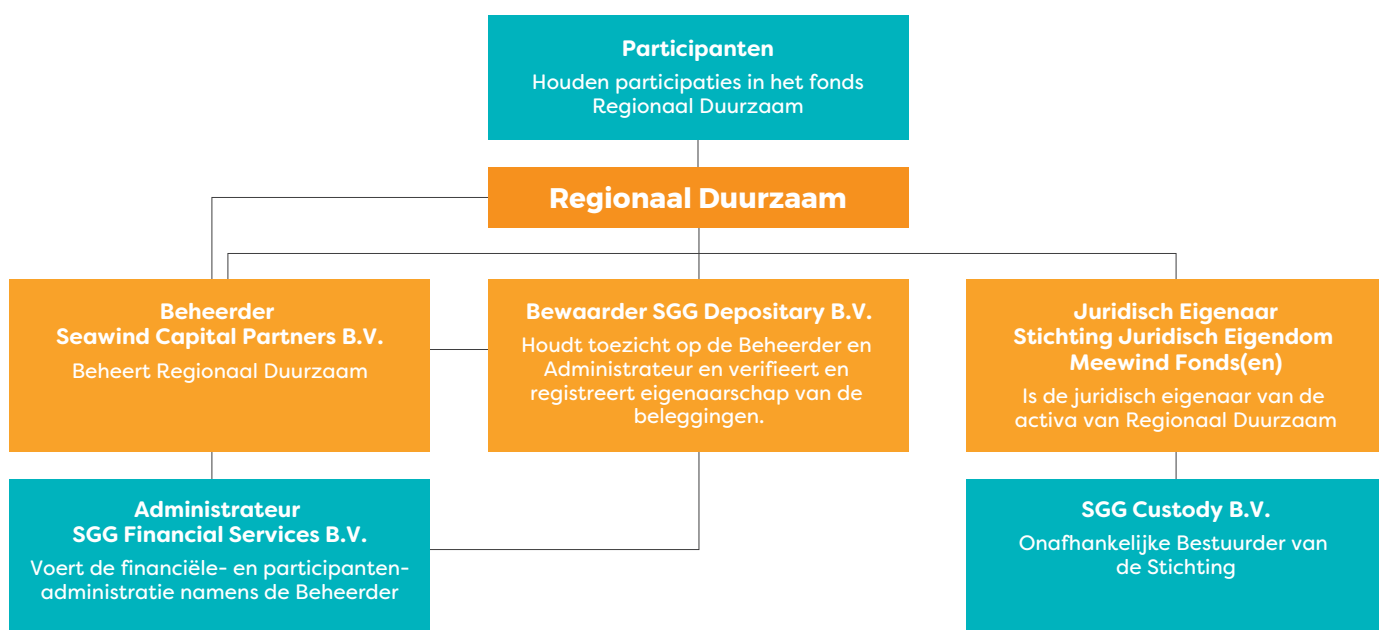 Participanten
Houden participaties in het fonds
Regionaal Duurzaam
Regionaal Duurzaam
Beheerder
Seawind Capital Partners B.V.
Beheert Regionaal Duurzaam
Bewaarder SGG Depositary B.V.
Houdt toezicht op de Beheerder en
Administrateur en verifieert en
registreert eigenaarschap van de
beleggingen.
Juridisch Eigenaar
Stichting Juridisch Eigendom
Meewind Fonds(en)
Is de juridisch eigenaar van de
activa van Regionaal Duurzaam
Administrateur
SGG Financial Services B.V.
Voert de financiële- en participanten-
administratie namens de Beheerder
SGG Custody B.V.
Onafhankelijke Bestuurder van
de Stichting